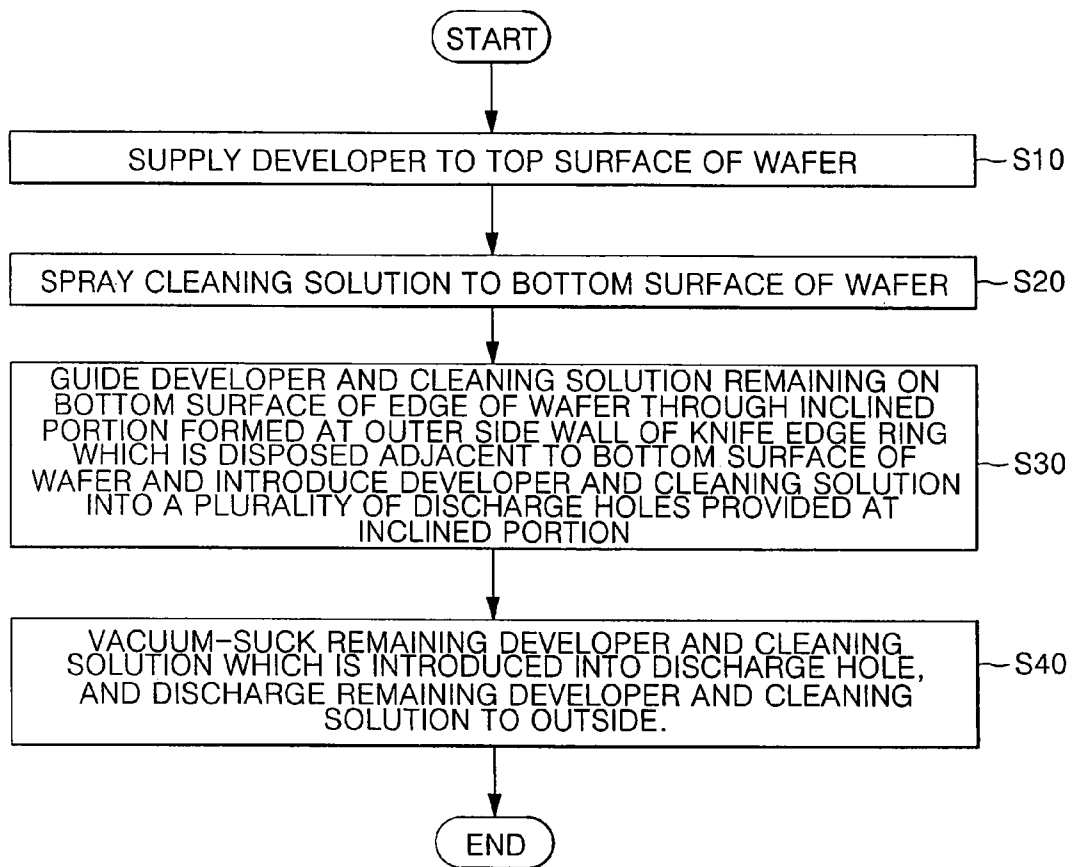 START
SUPPLY DEVELOPER TO TOP SURFACE OF WAFER
S10
SPRAY CLEANING SOLUTION TO BOTTOM SURFACE OF WAFER
S20
GUIDE DEVELOPER AND CLEANING SOLUTION REMAINING ON
BOTTOM SURFACE OF EDGE OF WAFER THROUGH INCLINED
PORTION FORMED AT OUTER SIDE WALL OF KNIFE EDGE RING
WHICH IS DISPOSED ADJACENT TO BOTTOM SURFACE OF
WAFER AND INTRODUCE DEVELOPER AND CLEANING SOLUTION
INTO A PLURALITY OF DISCHARGE HOLES PROVIDED AT
INCLINED PORTION
S30
VACUUM-SUCK REMAINING DEVELOPER AND CLEANING
SOLUTION WHICH IS INTRODUCED INTO DISCHARGE HOLE,
AND DISCHARGE REMAINING DEVELOPER AND CLEANING
SOLUTION TO OUTSIDE.
S40
END